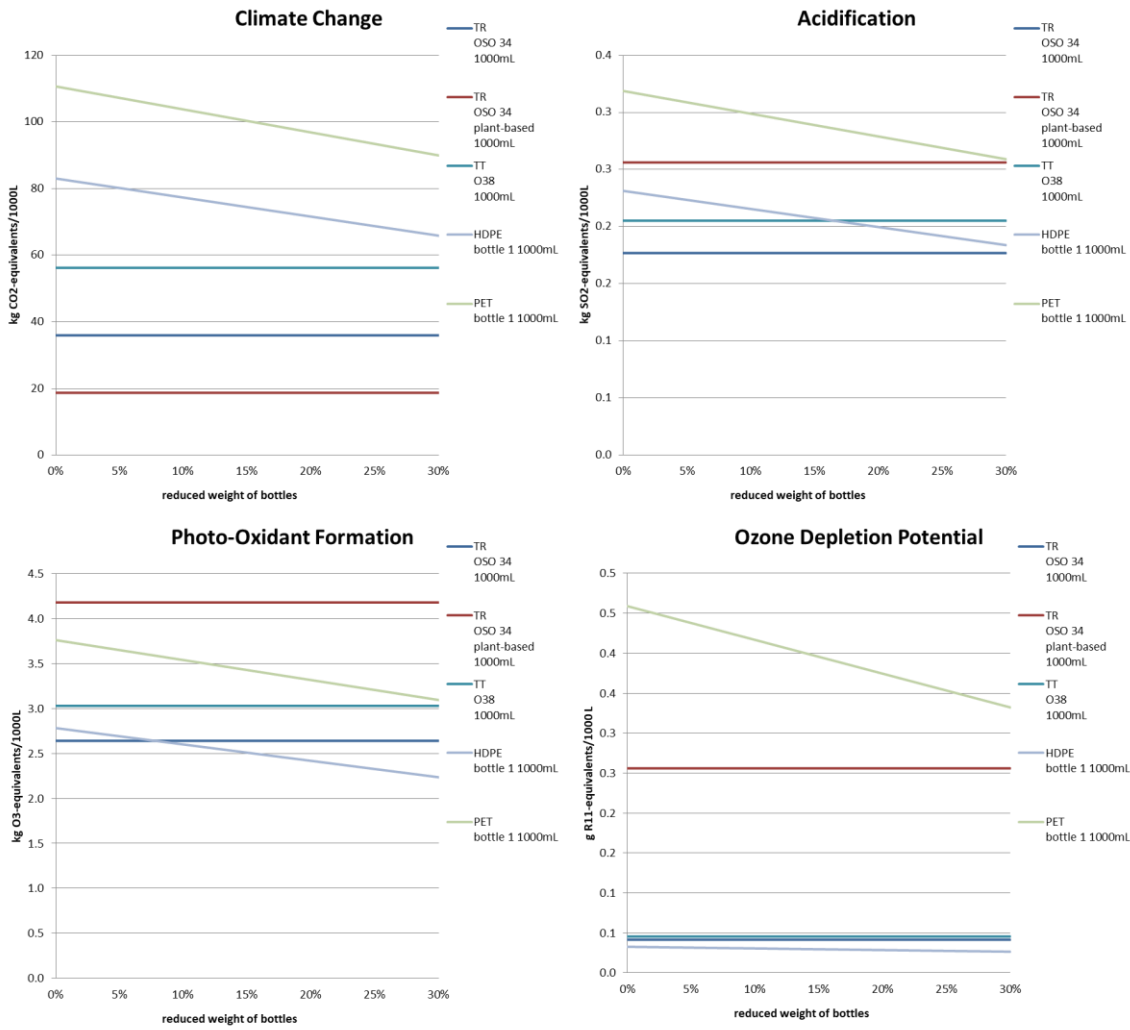 Climate Change
kg CO2-equivalents/1000L
120
100
80
60
40
20
0
0%
5%
10%
15%
20%
25%
30%
reduced weight of bottles
TR
OSO 34
1000mL
TR
OSO 34
plant-based
1000mL
TT
O38
1000mL
HDPE
bottle 1 1000mL
PET
bottle 1 1000mL
Acidification
kg SO2-equivalents/1000L
0.4
0.3
0.3
0.2
0.2
0.1
0.1
0.0
0%
5%
10%
15%
20%
25%
30%
reduced weight of bottles
TR
OSO 34
1000mL
TR
OSO 34
plant-based
1000mL
TT
O38
1000mL
HDPE
bottle 1 1000mL
PET
bottle 1 1000mL
Photo-Oxidant Formation
kg O3-equivalents/1000L
4.5
4.0
3.5
3.0
2.5
2.0
1.5
1.0
0.5
0.0
0%
5%
10%
15%
20%
25%
30%
reduced weight of bottles
TR
OSO 34
1000mL
TR
OSO 34
plant-based
1000mL
TT
O38
1000mL
HDPE
bottle 1 1000mL
PET
bottle 1 1000mL
Ozone Depletion Potential
g R11-equivalents/1000L
0.5
0.5
0.4
0.4
0.3
0.3
0.2
0.2
0.1
0.1
0.0
0%
5%
10%
15%
20%
25%
30%
reduced weight of bottles
TR
OSO 34
1000mL
TR
OSO 34
plant-based
1000mL
TT
O38
1000mL
HDPE
bottle 1 1000mL
PET
bottle 1 1000mL